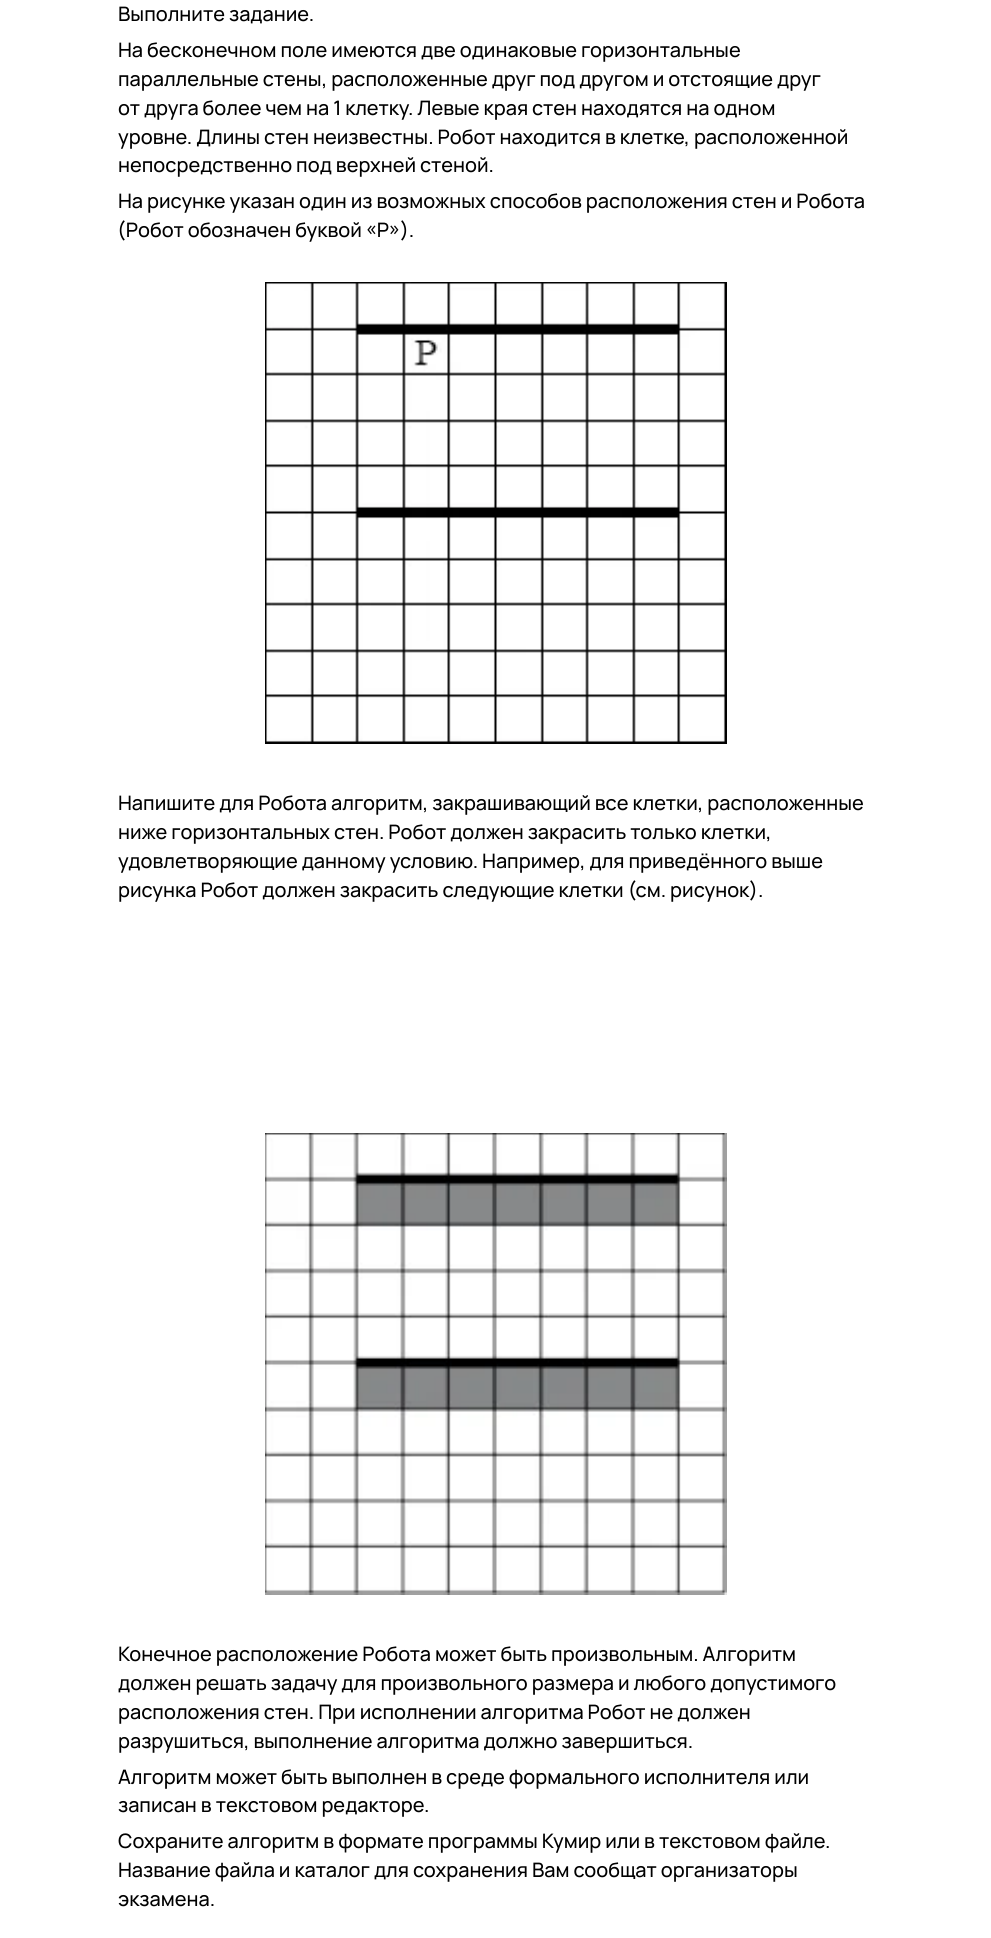 Выполните задание.
На бесконечном поле имеются две одинаковые горизонтальные
параллельные стены, расположенные друг под другом и отстоящие друг
от друга более чем на 1 клетку. Левые края стен находятся на одном
уровне. Длины стен неизвестны. Робот находится в клетке, расположенной
непосредственно под верхней стеной.
На рисунке указан один из возможных способов расположения стен и Робота
(Робот обозначен буквой «Р»).
Р
Напишите для Робота алгоритм, закрашивающий все клетки, расположенные
ниже горизонтальных стен. Робот должен закрасить только клетки,
удовлетворяющие данному условию. Например, для приведённого выше
рисунка Робот должен закрасить следующие клетки (см. рисунок).
Конечное расположение Робота может быть произвольным. Алгоритм
должен решать задачу для произвольного размера и любого допустимого
расположения стен. При исполнении алгоритма Робот не должен
разрушиться, выполнение алгоритма должно завершиться.
Алгоритм может быть выполнен в среде формального исполнителя или
записан в текстовом редакторе.
Сохраните алгоритм в формате программы Кумир или в текстовом файле.
Название файла и каталог для сохранения Вам сообщат организаторы
экзамена.